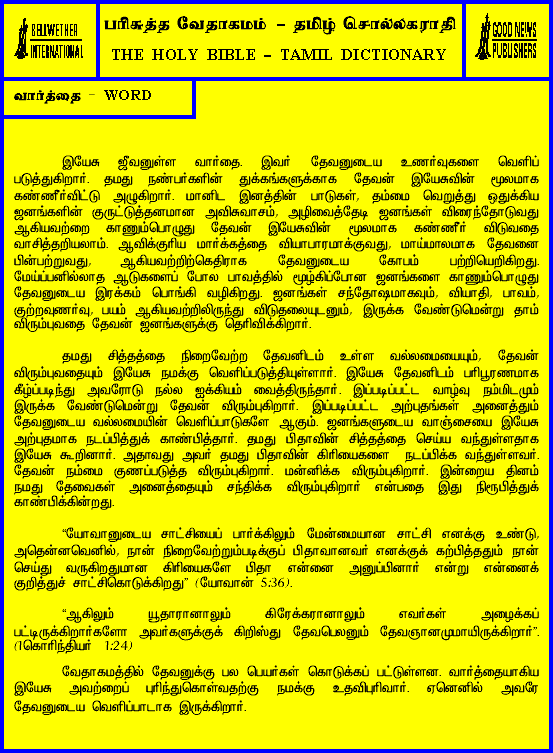 BELLWETHER
INTERNATIONAL
பரிசுத்த வேதாகமம் – தமிழ் சொல்லகராதி
THE HOLY BIBLE – TAMIL DICTIONARY
GOOD NEWS
PUBLISHERS
வார்த்தை - WORD
இயேசு ஜீவனுள்ள வார்தை. இவர் தேவனுடைய உணர்வுகளை வெளிப்
படுத்துகிறார். தமது நண்பர்களின் துக்கங்களுக்காக தேவன் இயேசுவின் மூலமாக
கண்ணீர்விட்டு அழுகிறார். மானிட இனத்தின் பாடுகள், தம்மை வெறுத்து ஒதுக்கிய
ஜனங்களின் குருட்டுத்தனமான அவிசுவாசம், அழிவைத்தேடி ஜனங்கள் விரைந்தோடுவது
ஆகியவற்றை காணும்பொழுது தேவன் இயேசுவின் மூலமாக கண்ணீர் விடுவதை
வாசித்தறியலாம். ஆவிக்குரிய மார்க்கத்தை வியாபாரமாக்குவது, மாய்மாலமாக தேவனை
பின்பற்றுவது, ஆகியவற்றிற்கெதிராக தேவனுடைய கோபம் பற்றியெறிகிறது.
மேய்ப்பனில்லாத ஆடுகளைப் போல பாவத்தில் மூழ்கிப்போன ஜனங்களை காணும்பொழுது
தேவனுடைய இரக்கம் பொங்கி வழிகிறது. ஜனங்கள் சந்தோஷமாகவும், வியாதி, பாவம்,
குற்றவுணர்வு, பயம் ஆகியவற்றிலிருந்து விடுதலையுடனும், இருக்க வேண்டுமென்று தாம்
விரும்புவதை தேவன் ஜனங்களுக்கு தெரிவிக்கிறார்.
தமது சித்தத்தை நிறைவேற்ற தேவனிடம் உள்ள வல்லமையையும், தேவன்
விரும்புவதையும் இயேசு நமக்கு வெளிப்படுத்தியுள்ளார். இயேசு தேவனிடம் பரிபூரணமாக
கீழ்ப்படிந்து அவரோடு நல்ல ஐக்கியம் வைத்திருந்தார். இப்படிப்பட்ட வாழ்வு நம்மிடமும்
இருக்க வேண்டுமென்று தேவன் விரும்புகிறார். இப்படிப்பட்ட அற்புதங்கள் அனைத்தும்
தேவனுடைய வல்லமையின் வெளிப்பாடுகளே ஆகும். ஜனங்களுடைய வாஞ்சையை இயேசு
அற்புதமாக நடப்பித்துக் காண்பித்தார். தமது பிதாவின் சித்தத்தை செய்ய வந்துள்ளதாக
இயேசு கூறினார். அதாவது அவர் தமது பிதாவின் கிரியைகளை நடப்பிக்க வந்துள்ளவர்.
தேவன் நம்மை குணப்படுத்த விரும்புகிறார். மன்னிக்க விரும்புகிறார். இன்றைய தினம்
நமது தேவைகள் அனைத்தையும் சந்திக்க விரும்புகிறார் என்பதை இது நிரூபித்துக்
காண்பிக்கின்றது.
“யோவானுடைய சாட்சியைப் பார்க்கிலும் மேன்மையான சாட்சி எனக்கு உண்டு,
அதென்னவெனில், நான் நிறைவேற்றும்படிக்குப் பிதாவானவர் எனக்குக் கற்பித்ததும் நான்
செய்து வருகிறதுமான கிரியைகளே பிதா என்னை அனுப்பினார் என்று என்னைக்
குறித்துச் சாட்சிகொடுக்கிறது” (யோவான் 5:36).
“ஆகிலும் யூதாரானாலும் கிரேக்கரானாலும் எவர்கள் அழைக்கப்
பட்டிருக்கிறார்களோ அவர்களுக்குக் கிறிஸ்து தேவபெலனும் தேவஞானமுமாயிருக்கிறார்”.
(1கொரிந்தியர் 1:24)
வேதாகமத்தில் தேவனுக்கு பல பெயர்கள் கொடுக்கப் பட்டுள்ளன. வார்த்தையாகிய
இயேசு அவற்றைப் புரிந்துகொள்வதற்கு நமக்கு உதவிபுரிவார். ஏனெனில் அவரே
தேவனுடைய வெளிப்பாடாக இருக்கிறார்.